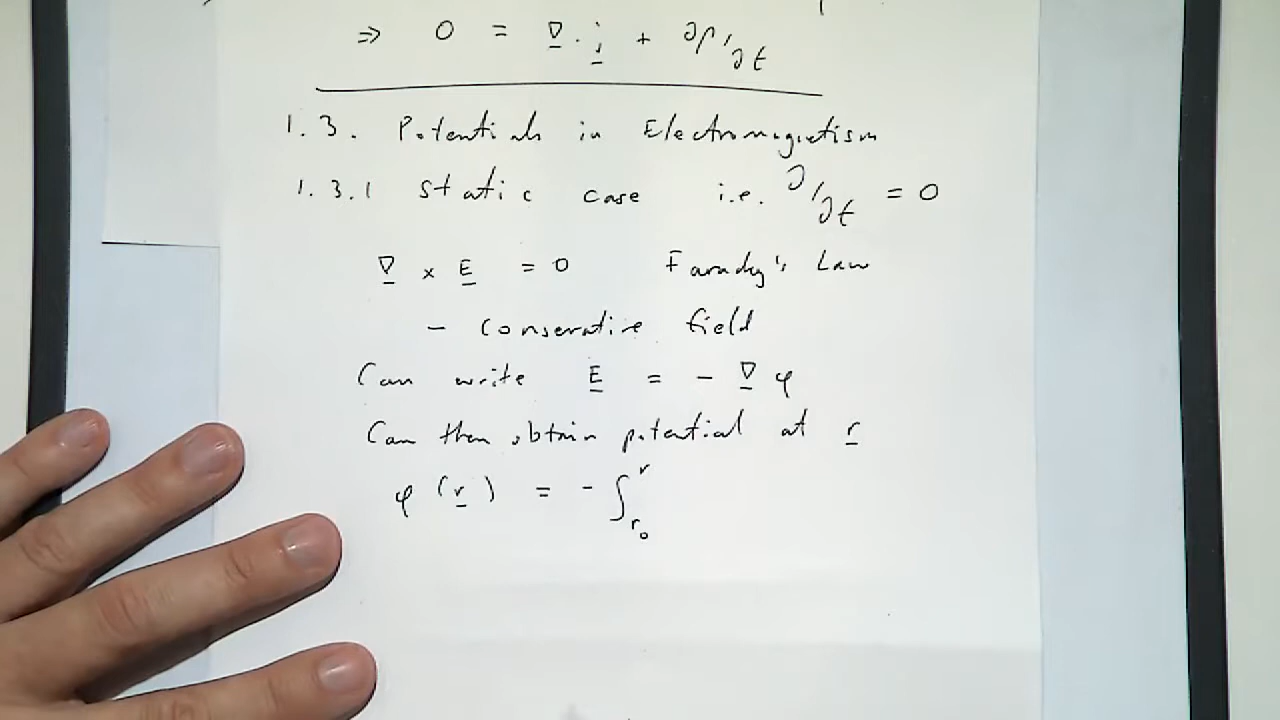 ⇒ 0 = ∇ · j + ∂ρ/∂t
1.3. Potentials in Electromagnetism
1.3.1 Static case i.e. ∂/∂t = 0
∇ × E = 0 Faraday's Law
- conservative field
Can write E = - ∇ φ
Can then obtain potential at r
φ (r) = - ∫_{r₀}^{r}